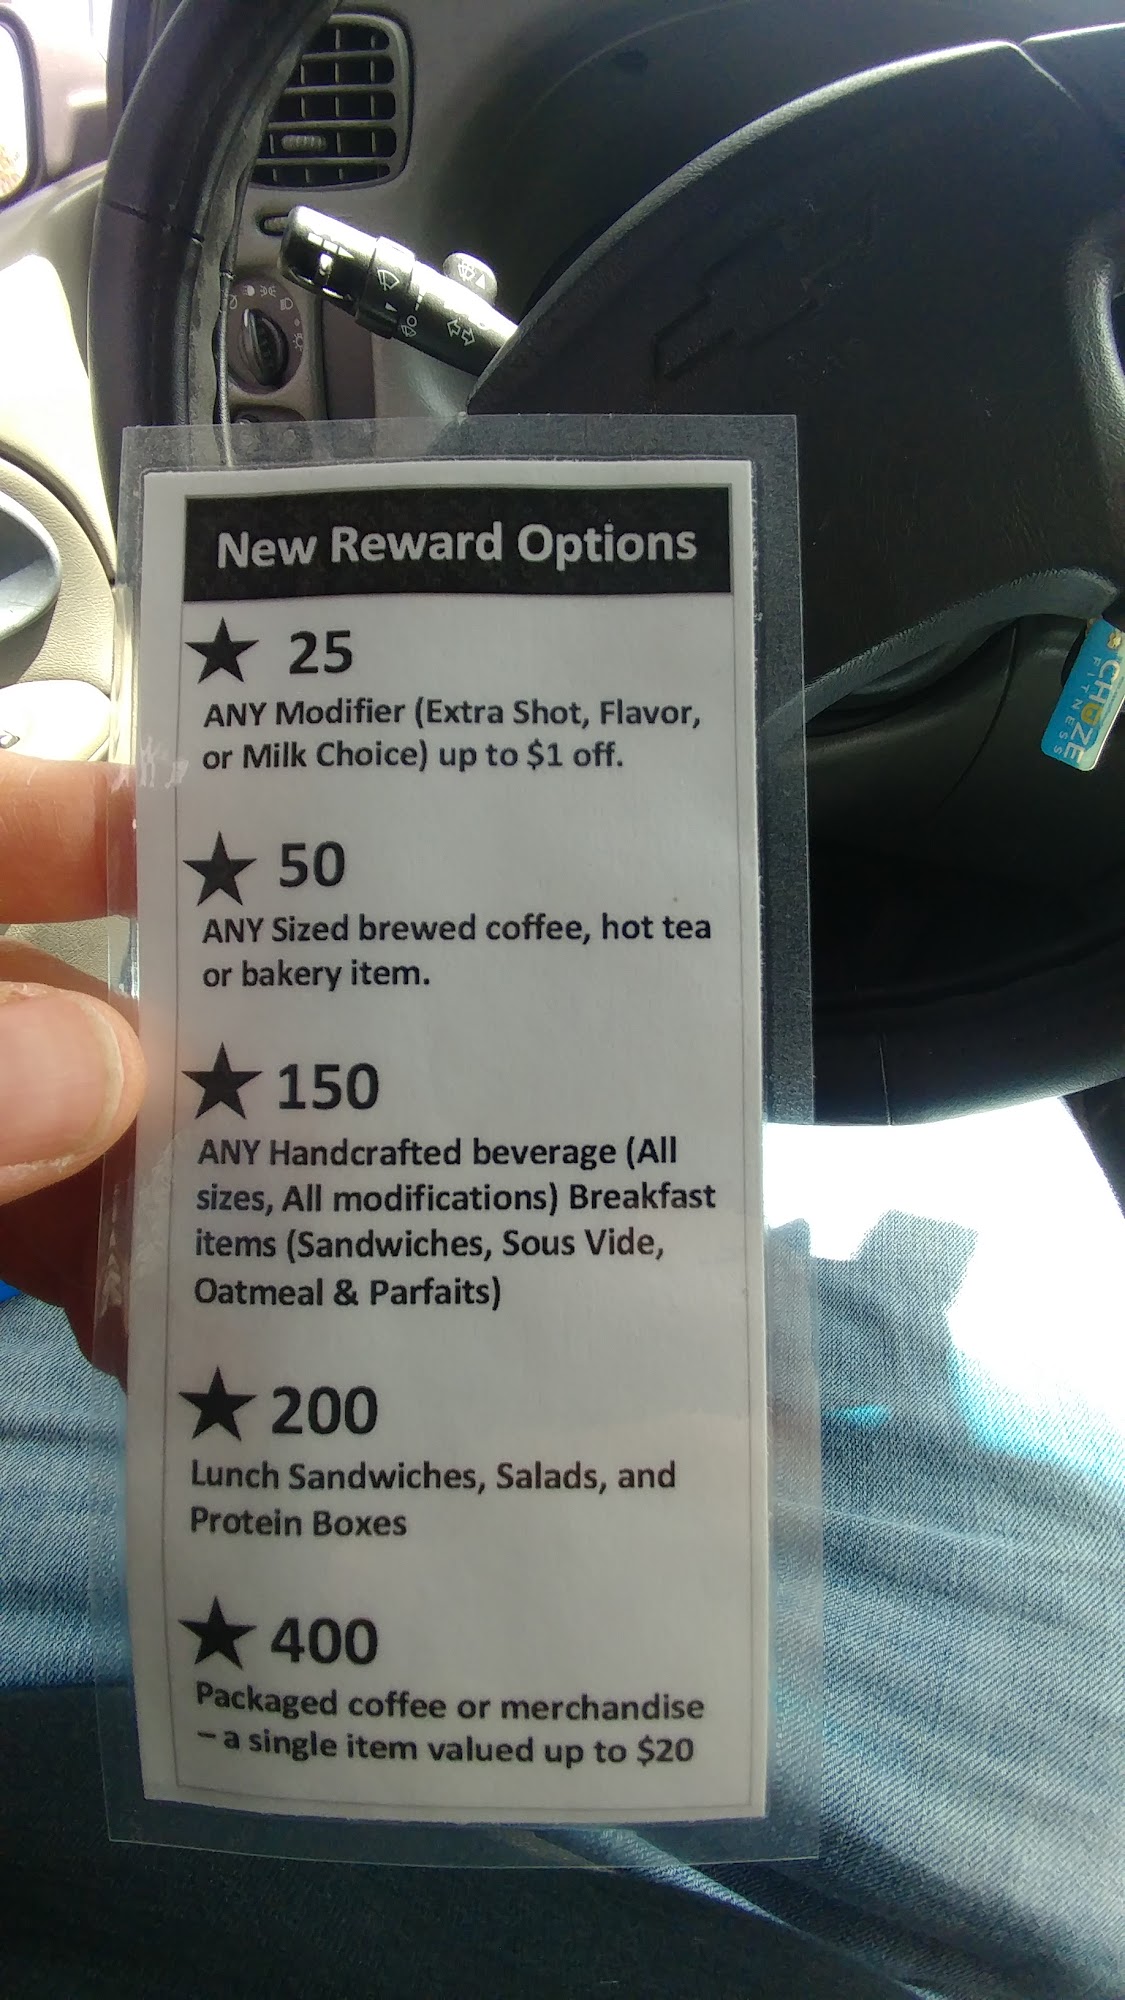 New Reward Options
★ 25
ANY Modifier (Extra Shot, Flavor,
or Milk Choice) up to $1 off.
★ 50
ANY Sized brewed coffee, hot tea
or bakery item.
★ 150
ANY Handcrafted beverage (All
sizes, All modifications) Breakfast
items (Sandwiches, Sous Vide,
Oatmeal & Parfaits)
★ 200
Lunch Sandwiches, Salads, and
Protein Boxes
★ 400
Packaged coffee or merchandise
– a single item valued up to $20
CHUZE
FITNESS